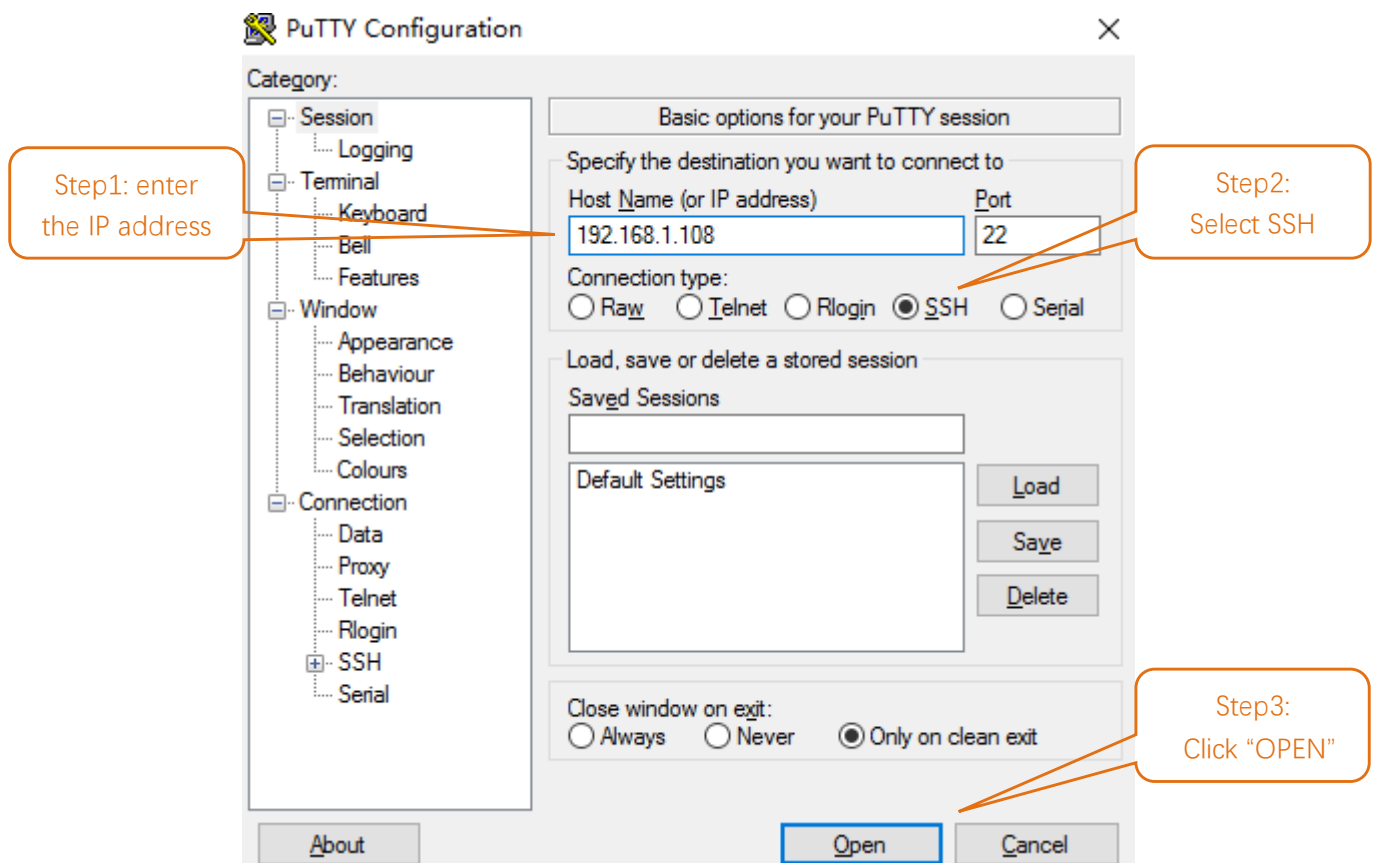 PuTTY Configuration
Category:
Session
Logging
Terminal
Keyboard
Bell
Features
Window
Appearance
Behaviour
Translation
Selection
Colours
Connection
Data
Proxy
Telnet
Rlogin
SSH
Serial
Basic options for your PuTTY session
Specify the destination you want to connect to
Host Name (or IP address) Port
192.168.1.108 22
Connection type:
Raw Telnet Rlogin SSH Serial
Load, save or delete a stored session
Saved Sessions
Default Settings
Load
Save
Delete
Close window on exit:
Always Never Only on clean exit
About Open Cancel
Step1: enter
the IP address
Step2:
Select SSH
Step3:
Click “OPEN”